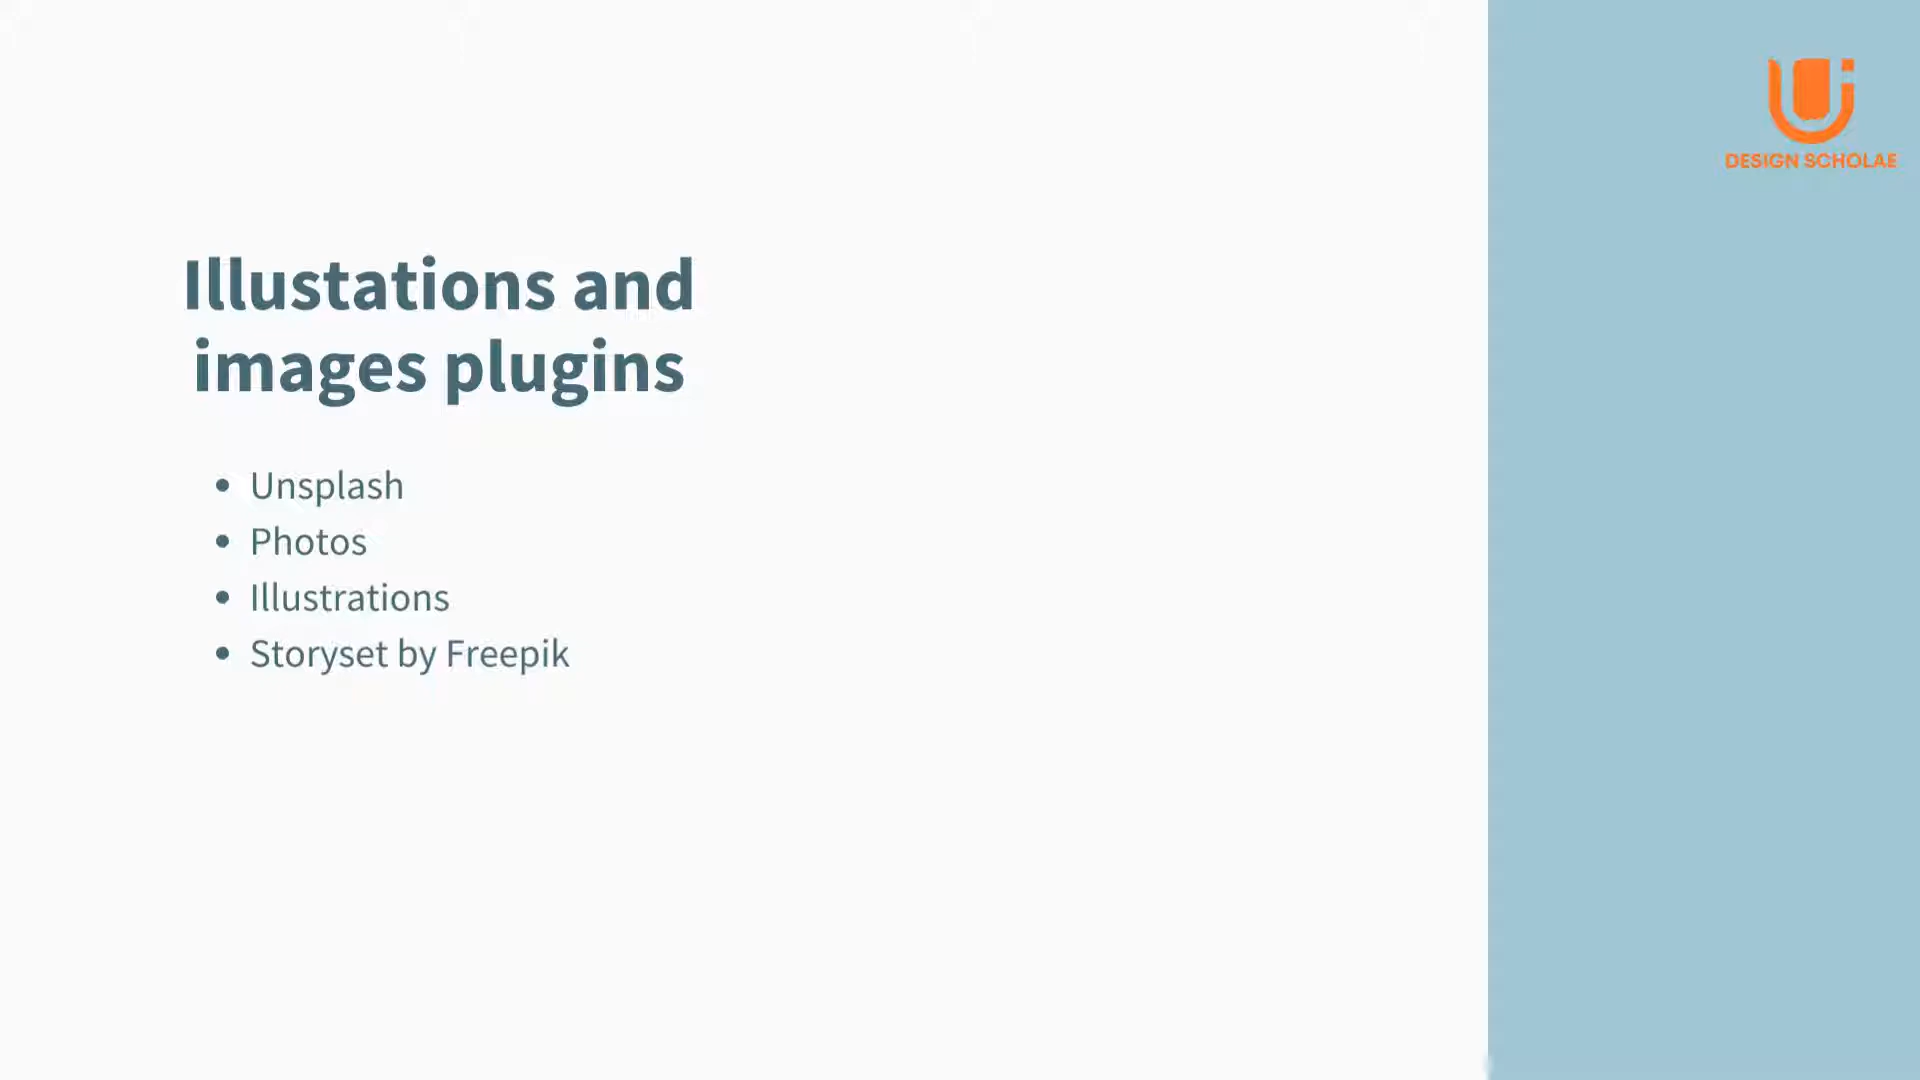 DESIGN SCHOLAE
Illustations and
images plugins
• Unsplash
• Photos
• Illustrations
• Storyset by Freepik